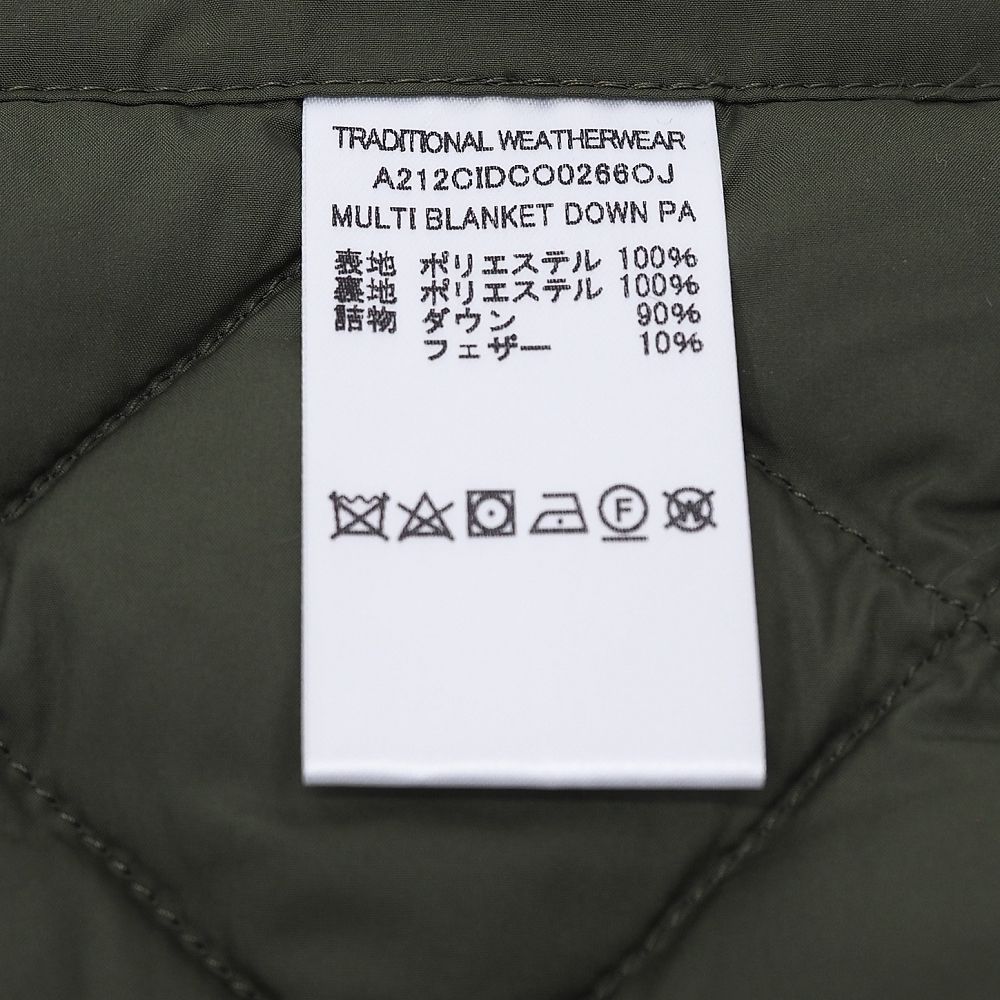 TRADITIONAL WEATHERWEAR
A212CIDCO0266OJ
MULTI BLANKET DOWN PA
表地 ポリエステル 100%
裏地 ポリエステル 100%
詰物 ダウン 90%
フェザー 10%
F W